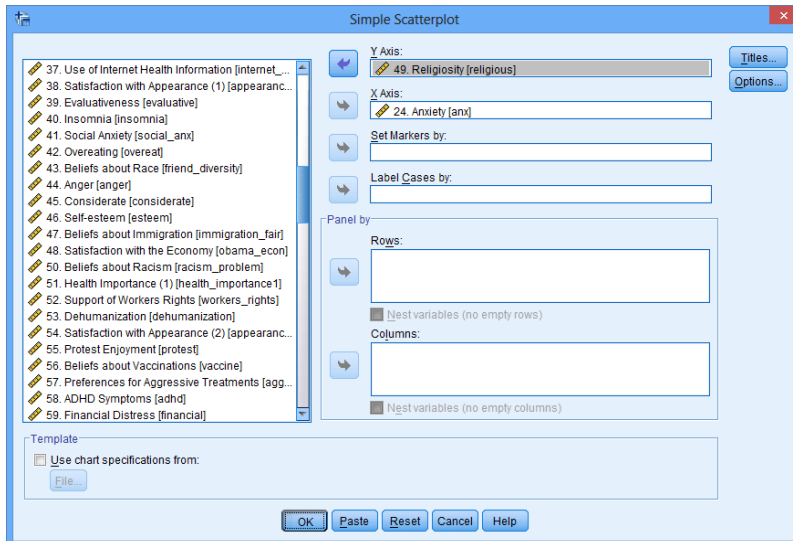 Simple Scatterplot
37. Use of Internet Health Information [internet_...
38. Satisfaction with Appearance (1) [appearanc...
39. Evaluativeness [evaluative]
40. Insomnia [insomnia]
41. Social Anxiety [social_anx]
42. Overeating [overeat]
43. Beliefs about Race [friend_diversity]
44. Anger [anger]
45. Considerate [considerate]
46. Self-esteem [esteem]
47. Beliefs about Immigration [immigration_fair]
48. Satisfaction with the Economy [obama_econ]
50. Beliefs about Racism [racism_problem]
51. Health Importance (1) [health_importance1]
52. Support of Workers Rights [workers_rights]
53. Dehumanization [dehumanization]
54. Satisfaction with Appearance (2) [appearanc...
55. Protest Enjoyment [protest]
56. Beliefs about Vaccinations [vaccine]
57. Preferences for Aggressive Treatments [agg...
58. ADHD Symptoms [adhd]
59. Financial Distress [financial]
Y Axis:
49. Religiosity [religious]
X Axis:
24. Anxiety [anx]
Set Markers by:
Label Cases by:
Panel by
Rows:
Nest variables (no empty rows)
Columns:
Nest variables (no empty columns)
Titles...
Options...
Template
Use chart specifications from:
File...
OK Paste Reset Cancel Help